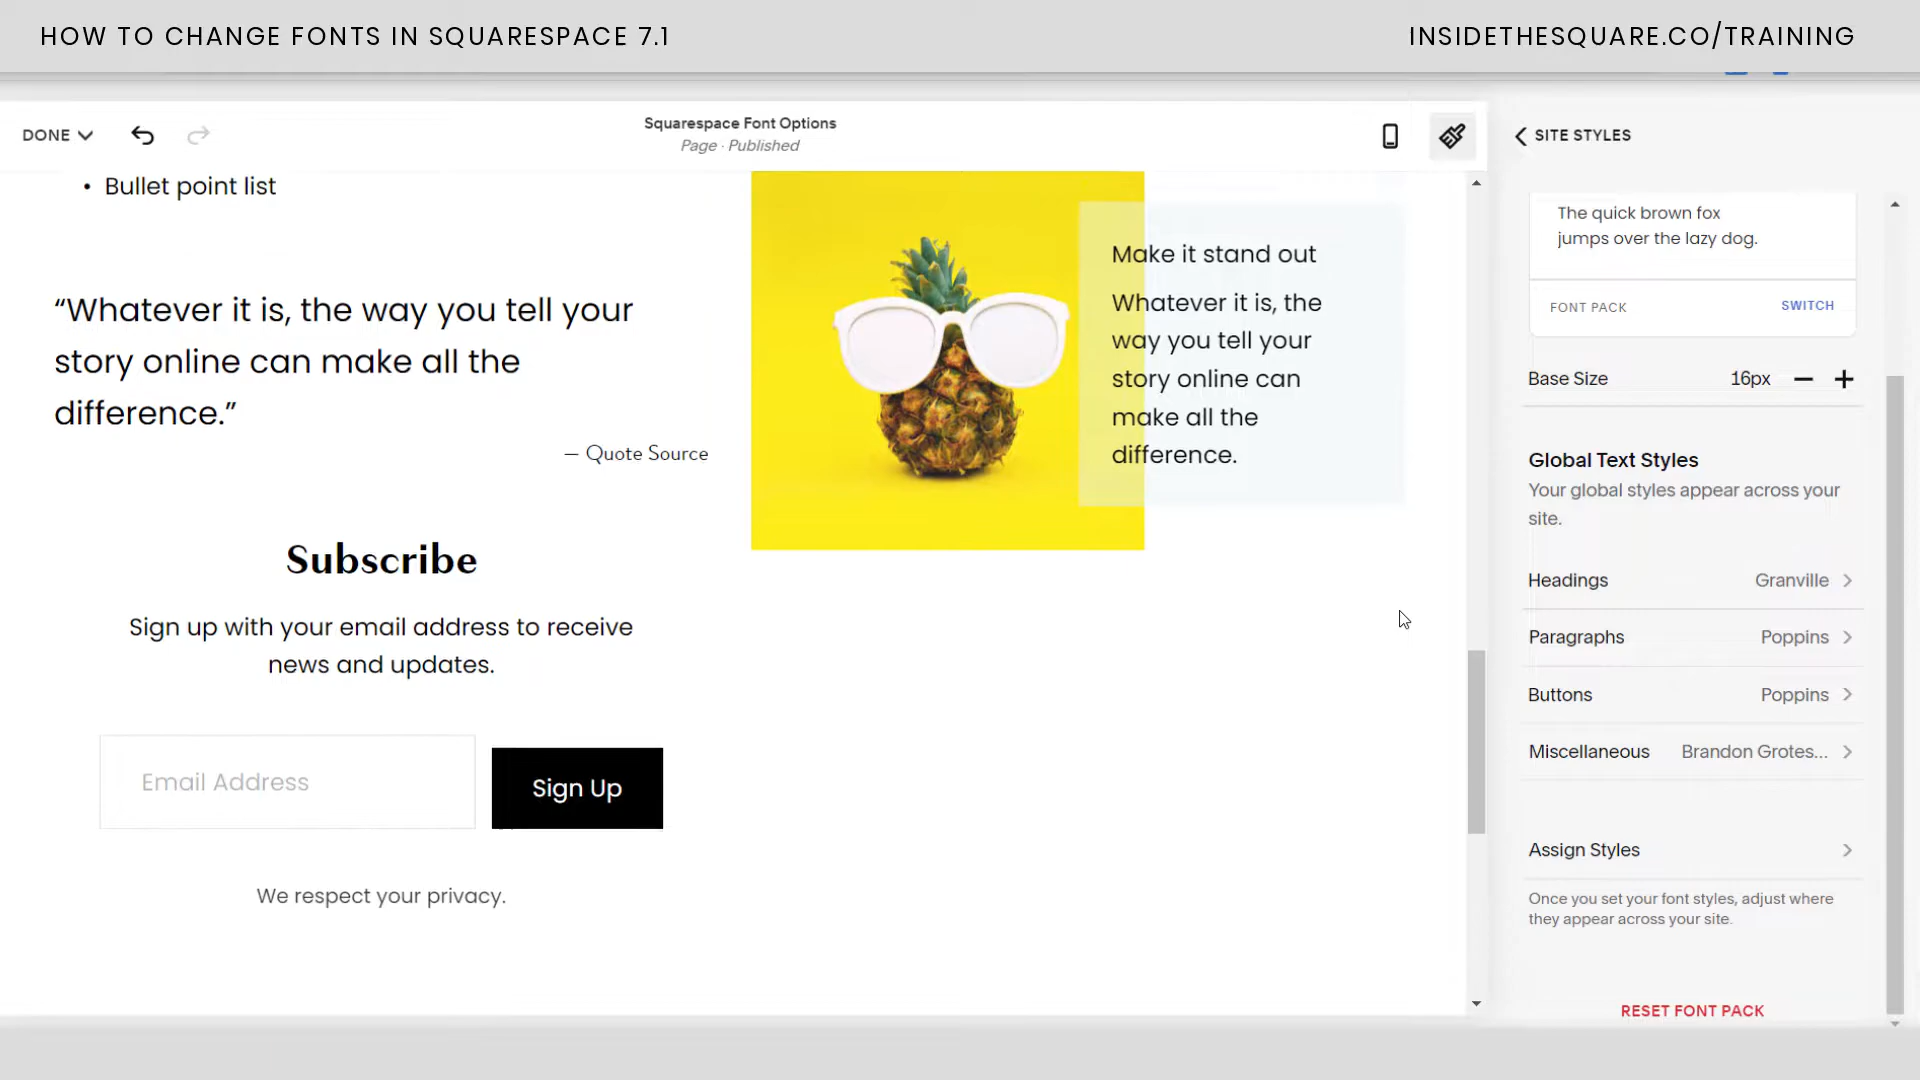 HOW TO CHANGE FONTS IN SQUARESPACE 7.1
INSIDETHESQUARE.CO/TRAINING
DONE
Squarespace Font Options
Page · Published
SITE STYLES
• Bullet point list
“Whatever it is, the way you tell your
story online can make all the
difference.”
— Quote Source
Make it stand out
Whatever it is, the
way you tell your
story online can
make all the
difference.
Subscribe
Sign up with your email address to receive
news and updates.
Email Address
Sign Up
We respect your privacy.
The quick brown fox
jumps over the lazy dog.
FONT PACK
SWITCH
Base Size 16px
Global Text Styles
Your global styles appear across your
site.
Headings Granville
Paragraphs Poppins
Buttons Poppins
Miscellaneous Brandon Grotes...
Assign Styles
Once you set your font styles, adjust where
they appear across your site.
RESET FONT PACK